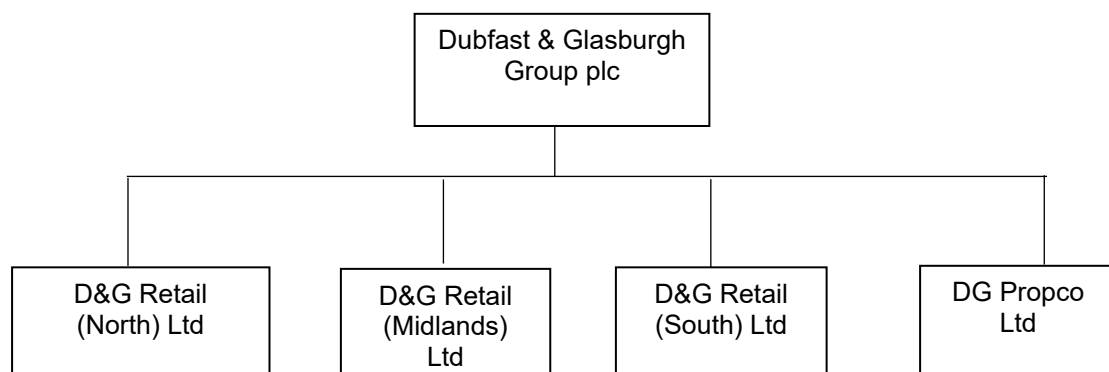 Dubfast & Glasburgh
Group plc
D&G Retail
(North) Ltd
D&G Retail
(Midlands)
Ltd
D&G Retail
(South) Ltd
DG Propco
Ltd